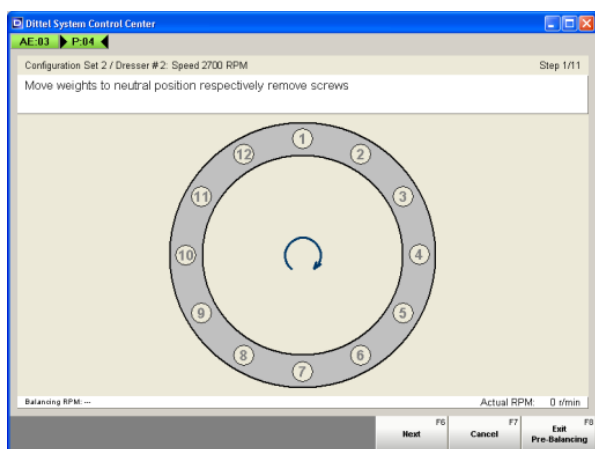 Dittel System Control Center
AE:03 P:04
Configuration Set 2 / Dresser #2: Speed 2700 RPM Step 1/11
Move weights to neutral position respectively remove screws
1
12 2
11 3
10 4
9 5
8 6
7
Balancing RPM: -- Actual RPM: 0 r/min
F6 F7 F8
Next Cancel Exit
Pre-Balancing